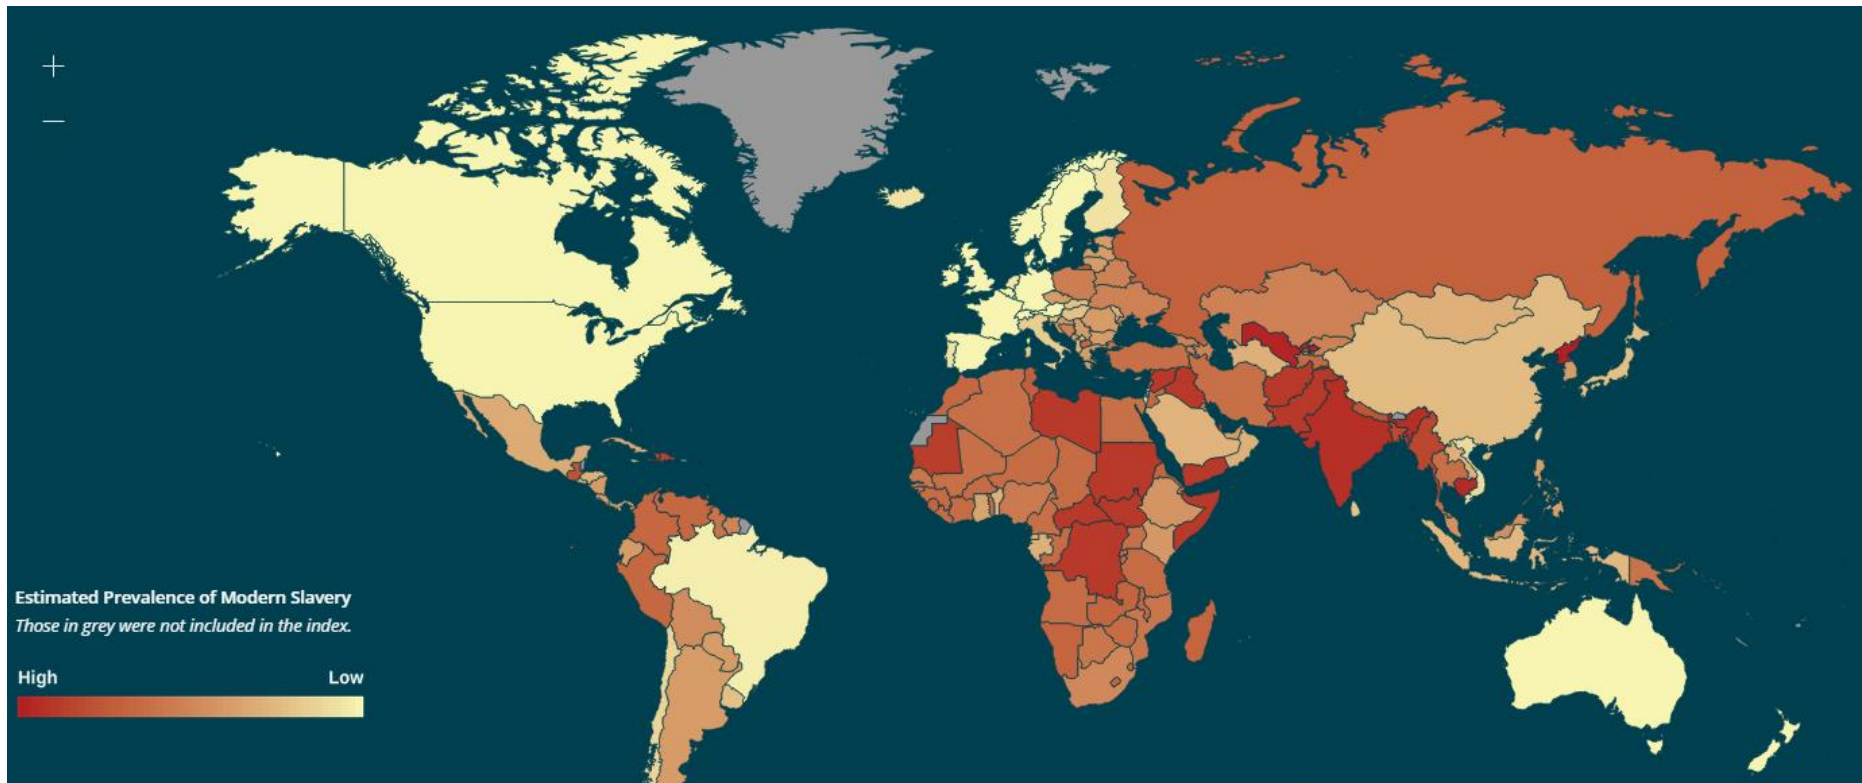 +
−
Estimated Prevalence of Modern Slavery
Those in grey were not included in the index.
High Low